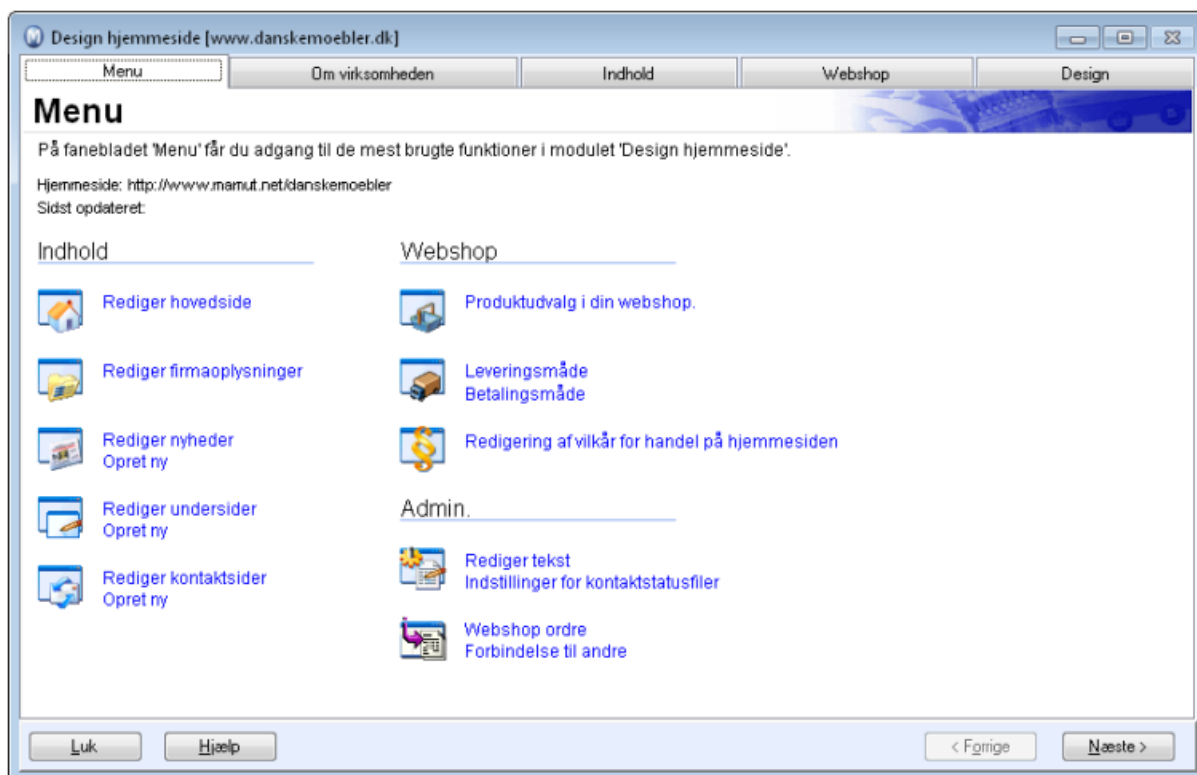 Design hjemmeside [www.danskemoebler.dk]
Menu
Om virksomheden
Indhold
Webshop
Design
Menu
På fanebladet 'Menu' får du adgang til de mest brugte funktioner i modulet 'Design hjemmeside'.
Hjemmeside: http://www.mamut.net/danskemoebler
Sidst opdateret:
Indhold
Rediger hovedside
Rediger firmaoplysninger
Rediger nyheder
Opret ny
Rediger undersider
Opret ny
Rediger kontaktsider
Opret ny
Webshop
Produktudvalg i din webshop.
Leveringsmåde
Betalingsmåde
Redigering af vilkår for handel på hjemmesiden
Admin.
Rediger tekst
Indstillinger for kontaktstatusfiler
Webshop ordre
Forbindelse til andre
Luk
Hjælp
< Forrige
Næste >